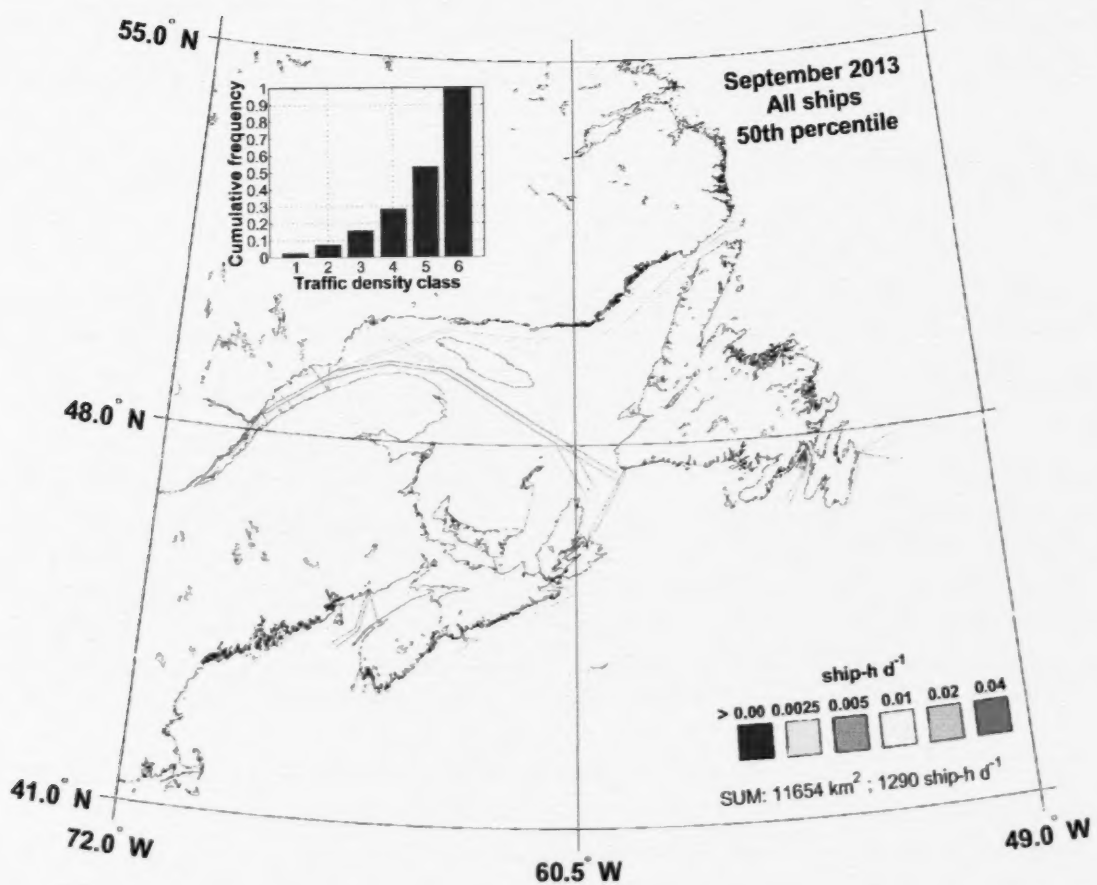 55.0° N
September 2013
All ships
50th percentile
Cumulative frequency
1
0.9
0.8
0.7
0.6
0.5
0.4
0.3
0.2
0.1
0
1 2 3 4 5 6
Traffic density class
48.0° N
ship-h d-1
> 0.00 0.0025 0.005 0.01 0.02 0.04
SUM: 11654 km2 ; 1290 ship-h d-1
41.0° N
72.0° W
60.5° W
49.0° W